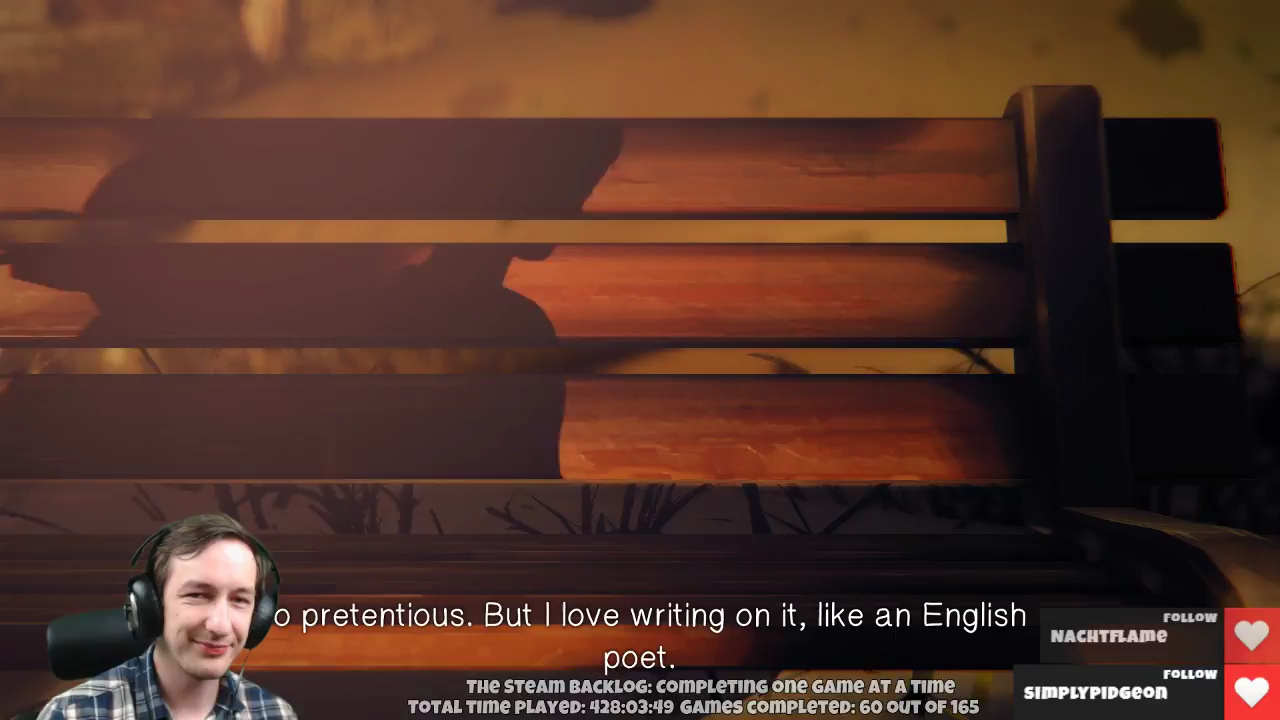 o pretentious. But I love writing on it, like an English
poet.
FOLLOW
NACHTFLAME
FOLLOW
SIMPLYPIDGEON
THE STEAM BACKLOG: COMPLETING ONE GAME AT A TIME
TOTAL TIME PLAYED: 428:03:49 GAMES COMPLETED: 60 OUT OF 165